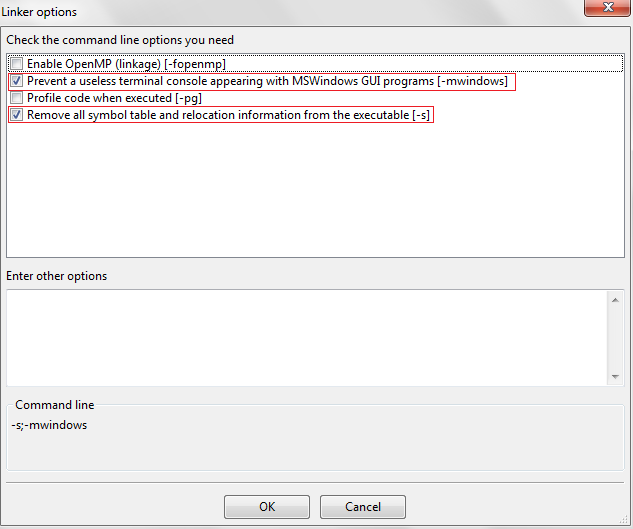 Linker options
Check the command line options you need
Enable OpenMP (linkage) [-fopenmp]
Prevent a useless terminal console appearing with MSWindows GUI programs [-mwindows]
Profile code when executed [-pg]
Remove all symbol table and relocation information from the executable [-s]
Enter other options
Command line
-s;-mwindows
OK Cancel